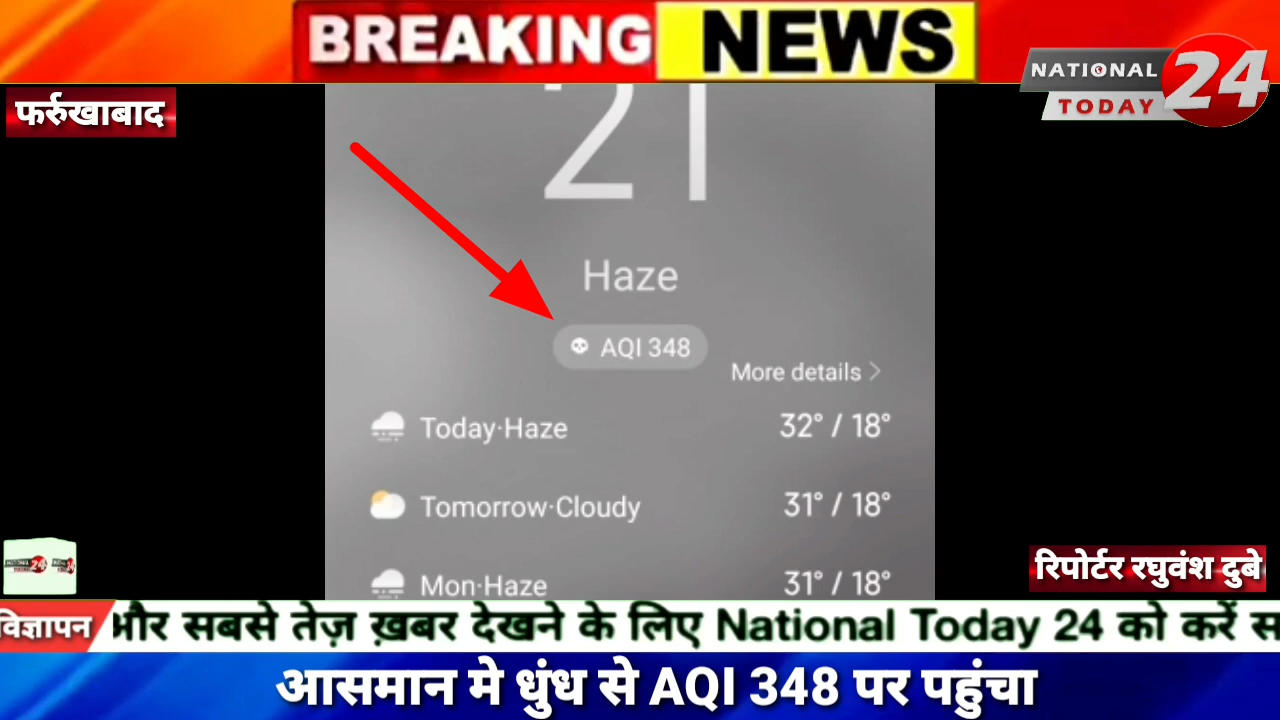 BREAKING NEWS
NATIONAL
TODAY
24
फर्रुखाबाद
21
Haze
AQI 348
More details >
Today·Haze 32° / 18°
Tomorrow·Cloudy 31° / 18°
Mon·Haze 31° / 18°
रिपोर्टर रघुवंश दुबे
विज्ञापन
और सबसे तेज़ ख़बर देखने के लिए National Today 24 को करें
आसमान मे धुंध से AQI 348 पर पहुंचा